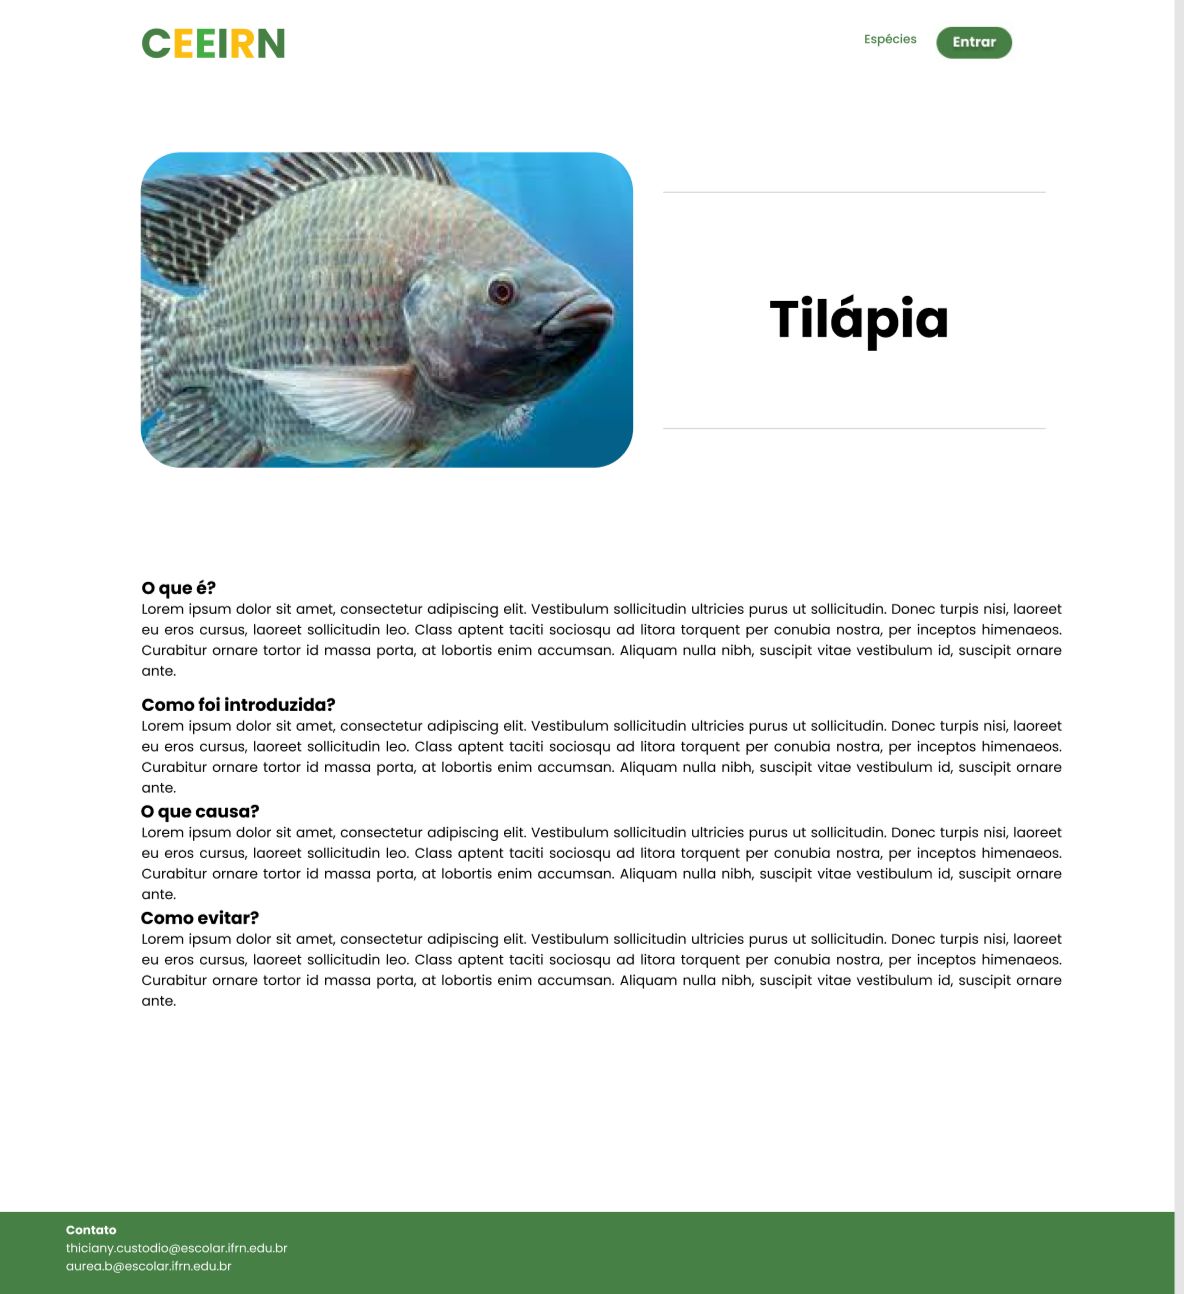 CEEIRN
Espécies
Entrar
Tilápia
O que é?
Lorem ipsum dolor sit amet, consectetur adipiscing elit. Vestibulum sollicitudin ultricies purus ut sollicitudin. Donec turpis nisi, laoreet
eu eros cursus, laoreet sollicitudin leo. Class aptent taciti sociosqu ad litora torquent per conubia nostra, per inceptos himenaeos.
Curabitur ornare tortor id massa porta, at lobortis enim accumsan. Aliquam nulla nibh, suscipit vitae vestibulum id, suscipit ornare
ante.
Como foi introduzida?
Lorem ipsum dolor sit amet, consectetur adipiscing elit. Vestibulum sollicitudin ultricies purus ut sollicitudin. Donec turpis nisi, laoreet
eu eros cursus, laoreet sollicitudin leo. Class aptent taciti sociosqu ad litora torquent per conubia nostra, per inceptos himenaeos.
Curabitur ornare tortor id massa porta, at lobortis enim accumsan. Aliquam nulla nibh, suscipit vitae vestibulum id, suscipit ornare
ante.
O que causa?
Lorem ipsum dolor sit amet, consectetur adipiscing elit. Vestibulum sollicitudin ultricies purus ut sollicitudin. Donec turpis nisi, laoreet
eu eros cursus, laoreet sollicitudin leo. Class aptent taciti sociosqu ad litora torquent per conubia nostra, per inceptos himenaeos.
Curabitur ornare tortor id massa porta, at lobortis enim accumsan. Aliquam nulla nibh, suscipit vitae vestibulum id, suscipit ornare
ante.
Como evitar?
Lorem ipsum dolor sit amet, consectetur adipiscing elit. Vestibulum sollicitudin ultricies purus ut sollicitudin. Donec turpis nisi, laoreet
eu eros cursus, laoreet sollicitudin leo. Class aptent taciti sociosqu ad litora torquent per conubia nostra, per inceptos himenaeos.
Curabitur ornare tortor id massa porta, at lobortis enim accumsan. Aliquam nulla nibh, suscipit vitae vestibulum id, suscipit ornare
ante.
Contato
thiciany.custodio@escolar.ifrn.edu.br
aurea.b@escolar.ifrn.edu.br